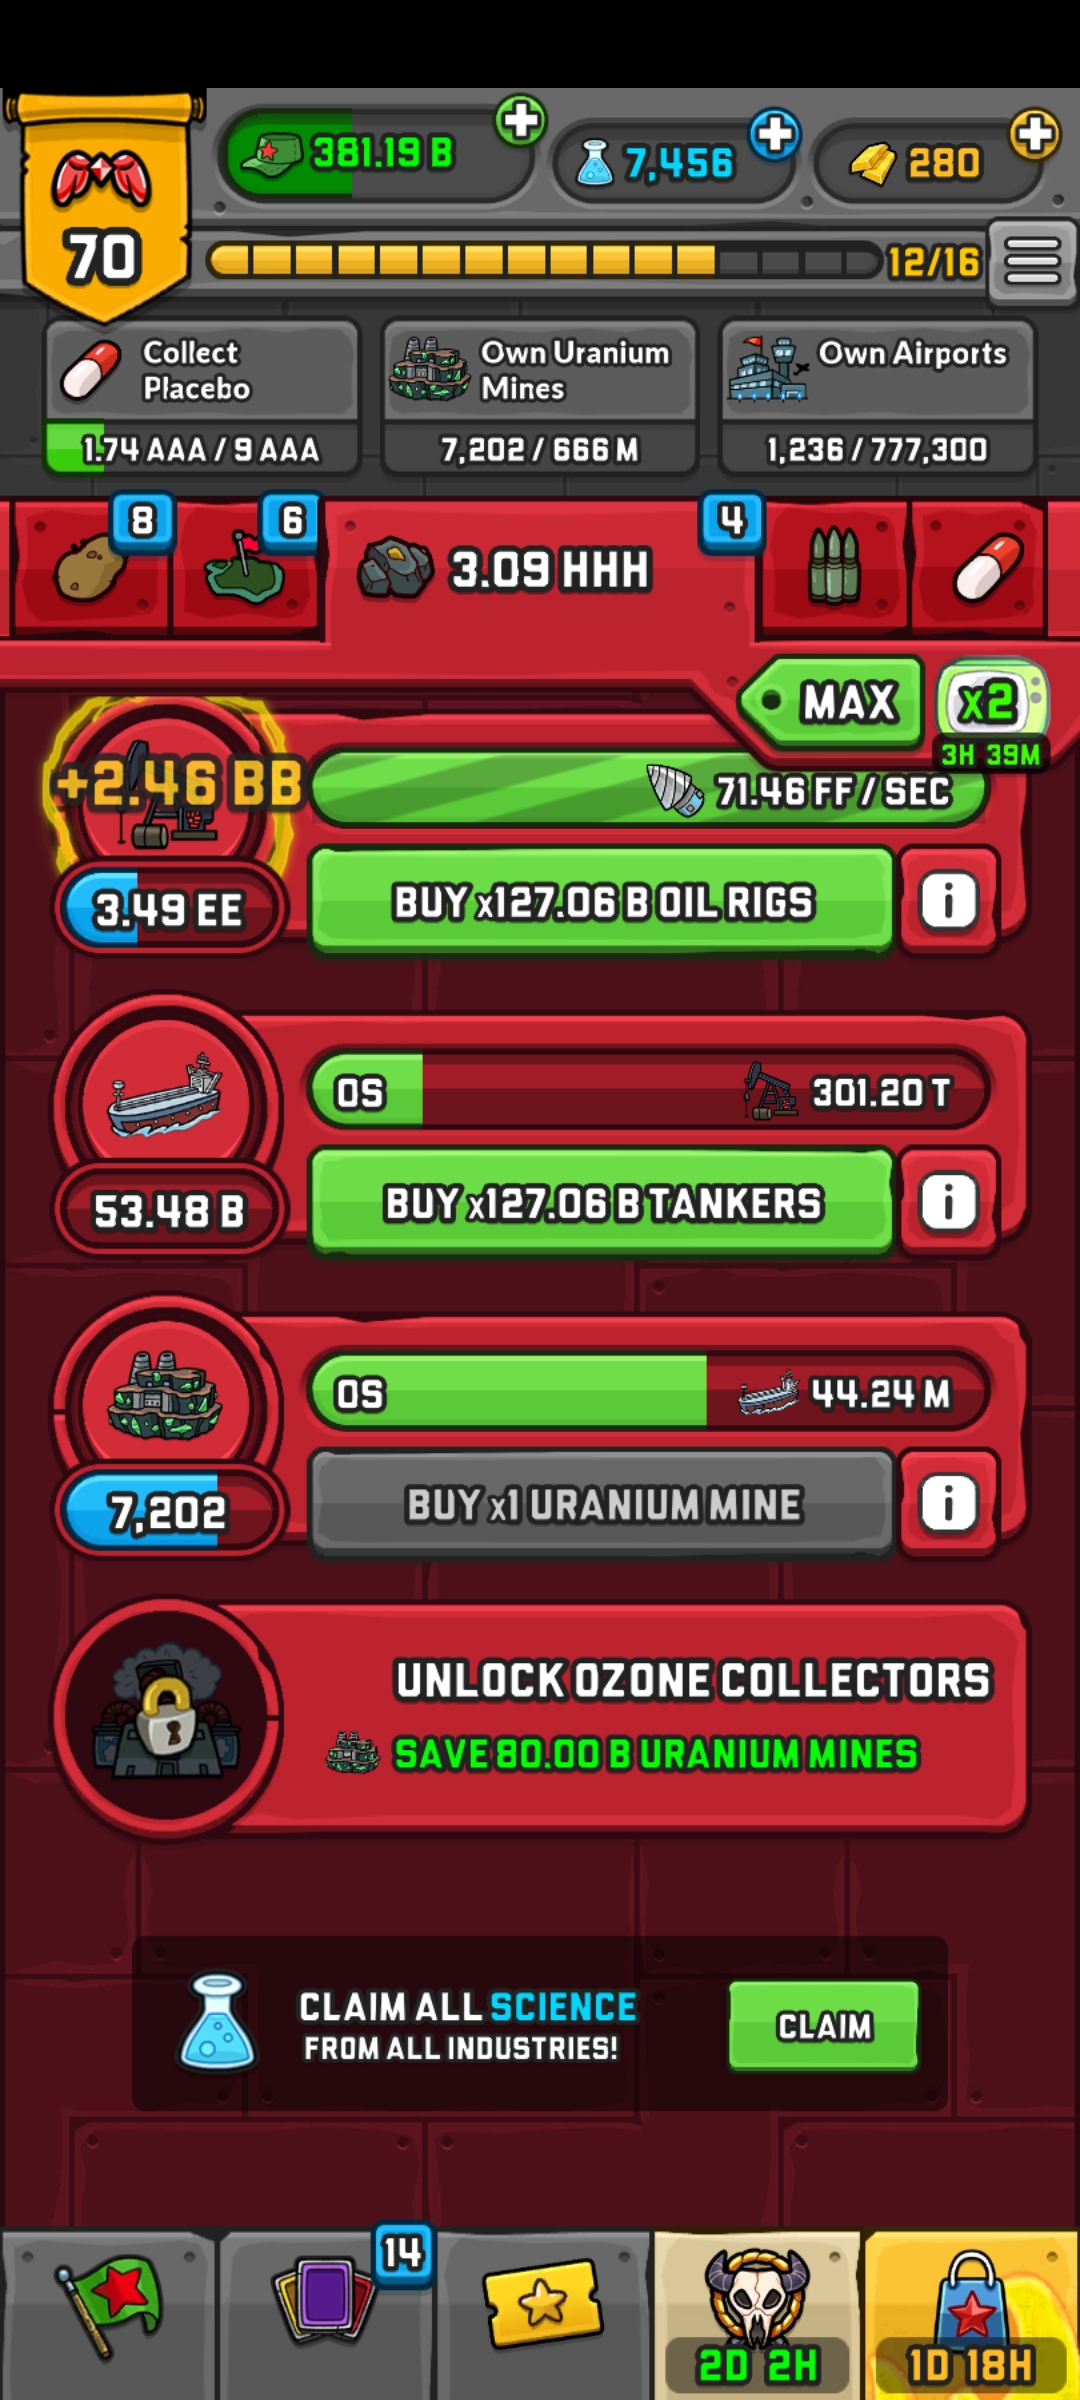 381.19 B
7,456
280
70
12/16
Collect
Placebo
1.74 AAA / 9 AAA
Own Uranium
Mines
7,202 / 666 M
Own Airports
1,236 / 777,300
8
6
3.09 HHH
4
MAX
x2
3H 39M
+2.46 BB
71.46 FF / SEC
3.49 EE
BUY x127.06 B OIL RIGS
i
0S
301.20 T
53.48 B
BUY x127.06 B TANKERS
i
0S
44.24 M
7,202
BUY x1 URANIUM MINE
i
UNLOCK OZONE COLLECTORS
SAVE 80.00 B URANIUM MINES
CLAIM ALL SCIENCE
FROM ALL INDUSTRIES!
CLAIM
14
2D 2H
1D 18H